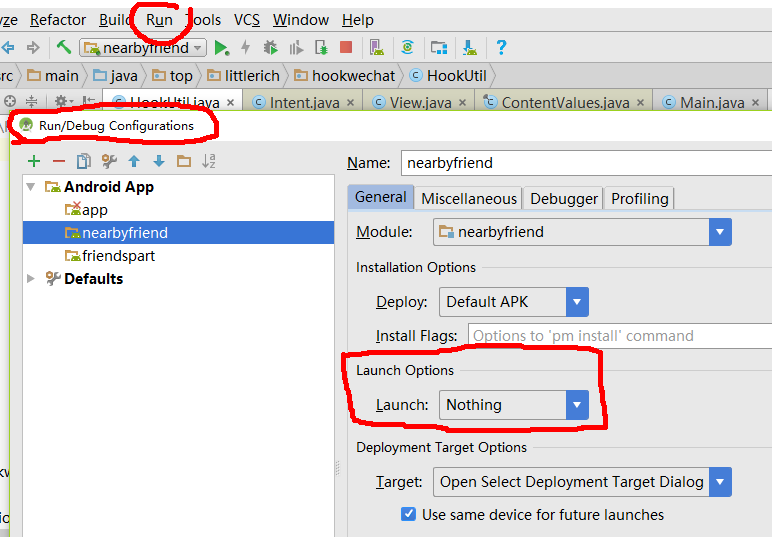 yze Refactor Build Run Tools VCS Window Help
nearbyfriend
src main java top littlerich hookwechat HookUtil
HookUtil.java Intent.java View.java ContentValues.java Main.java
Run/Debug Configurations
Name: nearbyfriend
Android App
app
nearbyfriend
friendspart
Defaults
General Miscellaneous Debugger Profiling
Module: nearbyfriend
Installation Options
Deploy: Default APK
Install Flags: Options to 'pm install' command
Launch Options
Launch: Nothing
Deployment Target Options
Target: Open Select Deployment Target Dialog
Use same device for future launches